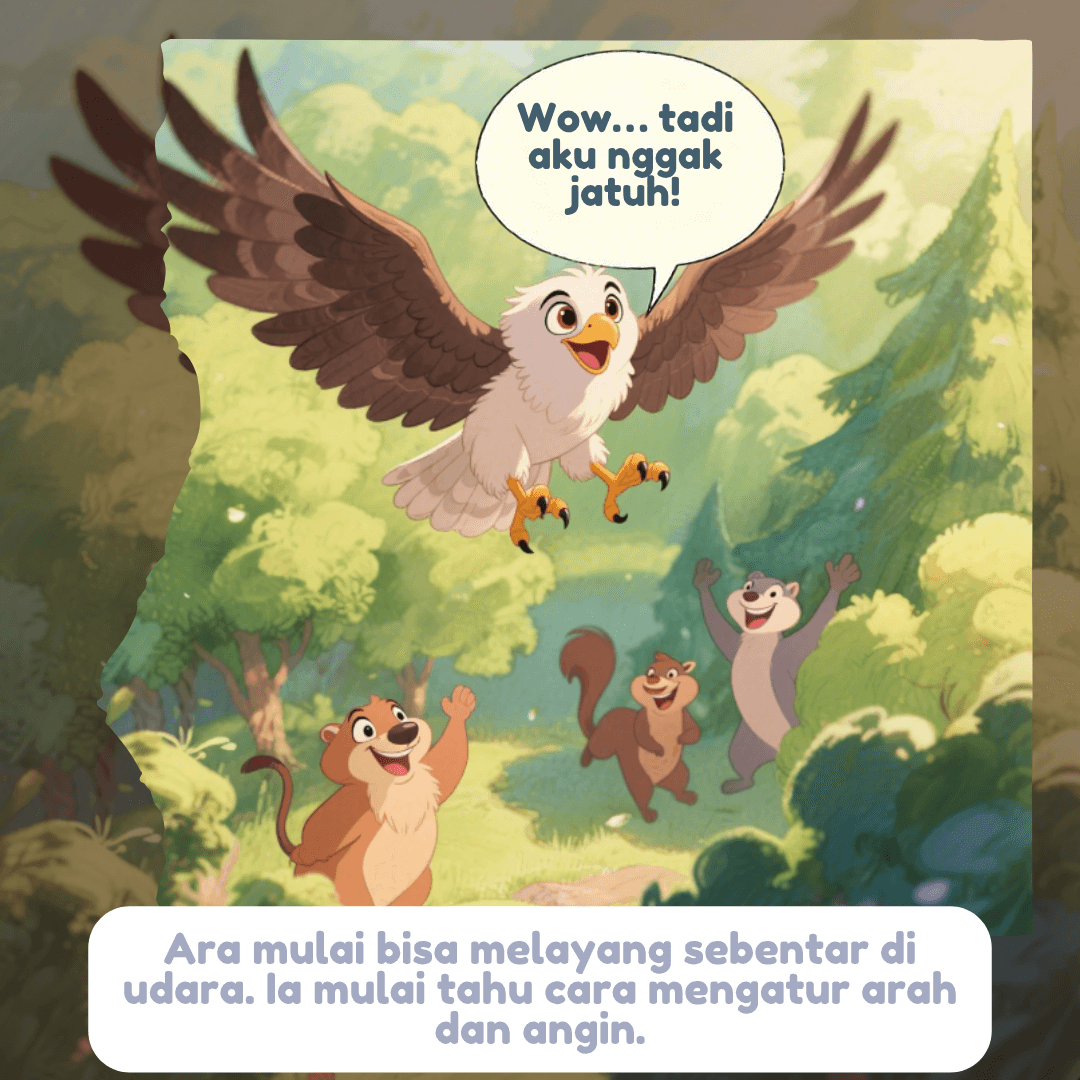 Wow... tadi
aku nggak
jatuh!
Ara mulai bisa melayang sebentar di
udara. Ia mulai tahu cara mengatur arah
dan angin.